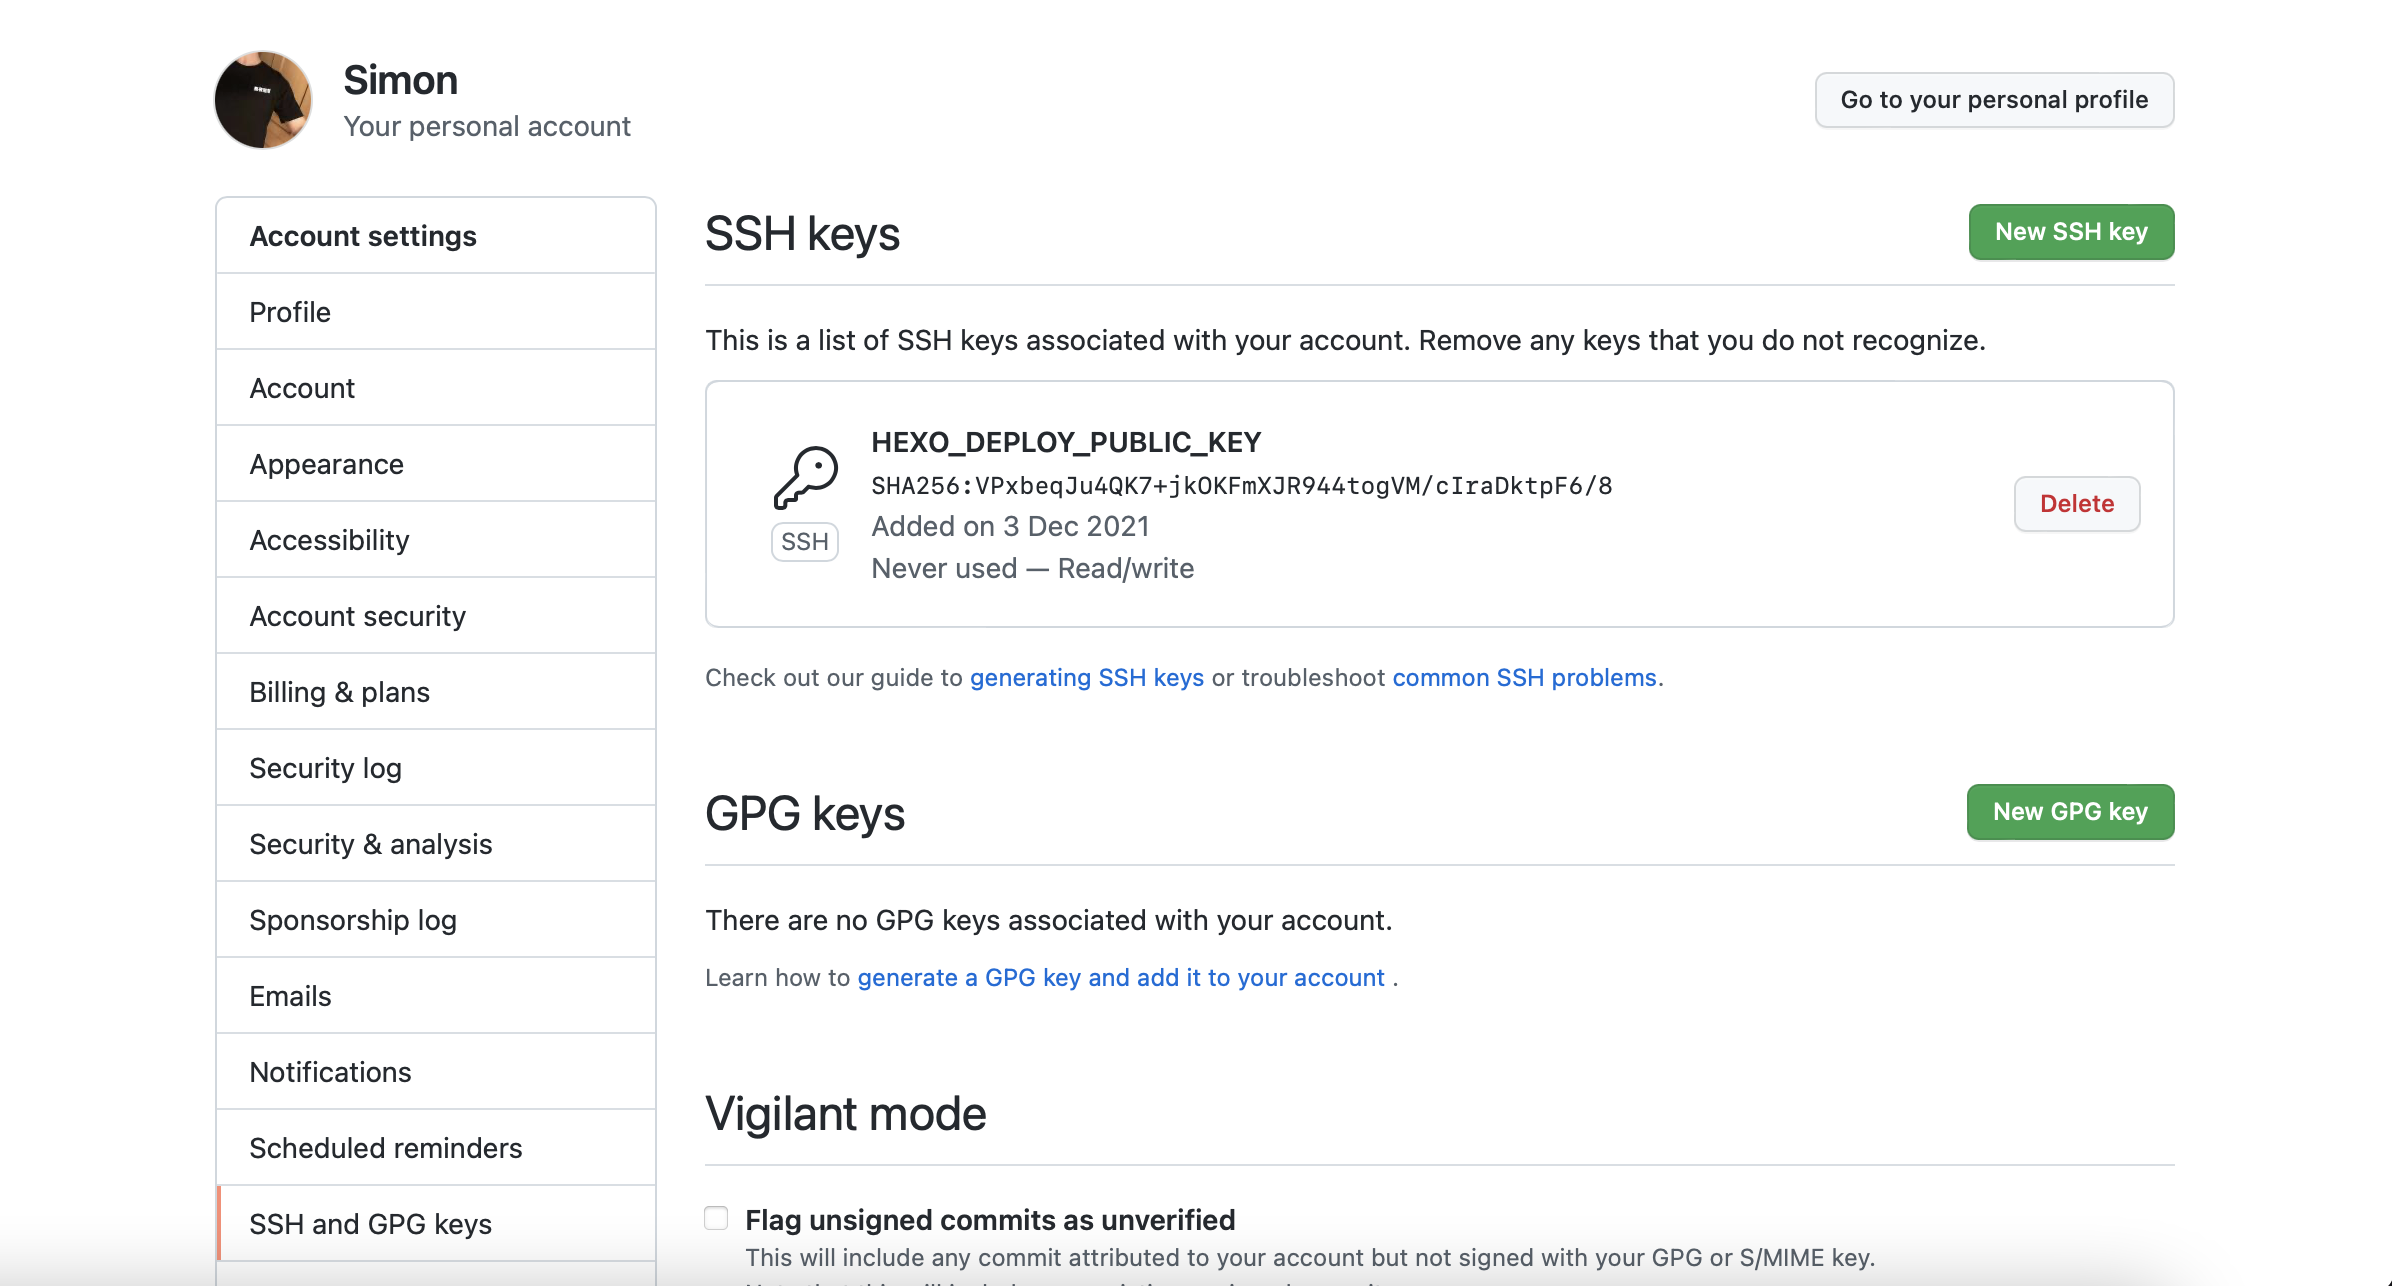 Simon
Your personal account
Go to your personal profile
Account settings
Profile
Account
Appearance
Accessibility
Account security
Billing & plans
Security log
Security & analysis
Sponsorship log
Emails
Notifications
Scheduled reminders
SSH and GPG keys
SSH keys
New SSH key
This is a list of SSH keys associated with your account. Remove any keys that you do not recognize.
HEXO_DEPLOY_PUBLIC_KEY
SHA256:VPxbeqJu4QK7+jkOKFmXJR944togVM/cIraDktpF6/8
Added on 3 Dec 2021
Never used — Read/write
SSH
Delete
Check out our guide to generating SSH keys or troubleshoot common SSH problems.
GPG keys
New GPG key
There are no GPG keys associated with your account.
Learn how to generate a GPG key and add it to your account .
Vigilant mode
Flag unsigned commits as unverified
This will include any commit attributed to your account but not signed with your GPG or S/MIME key.